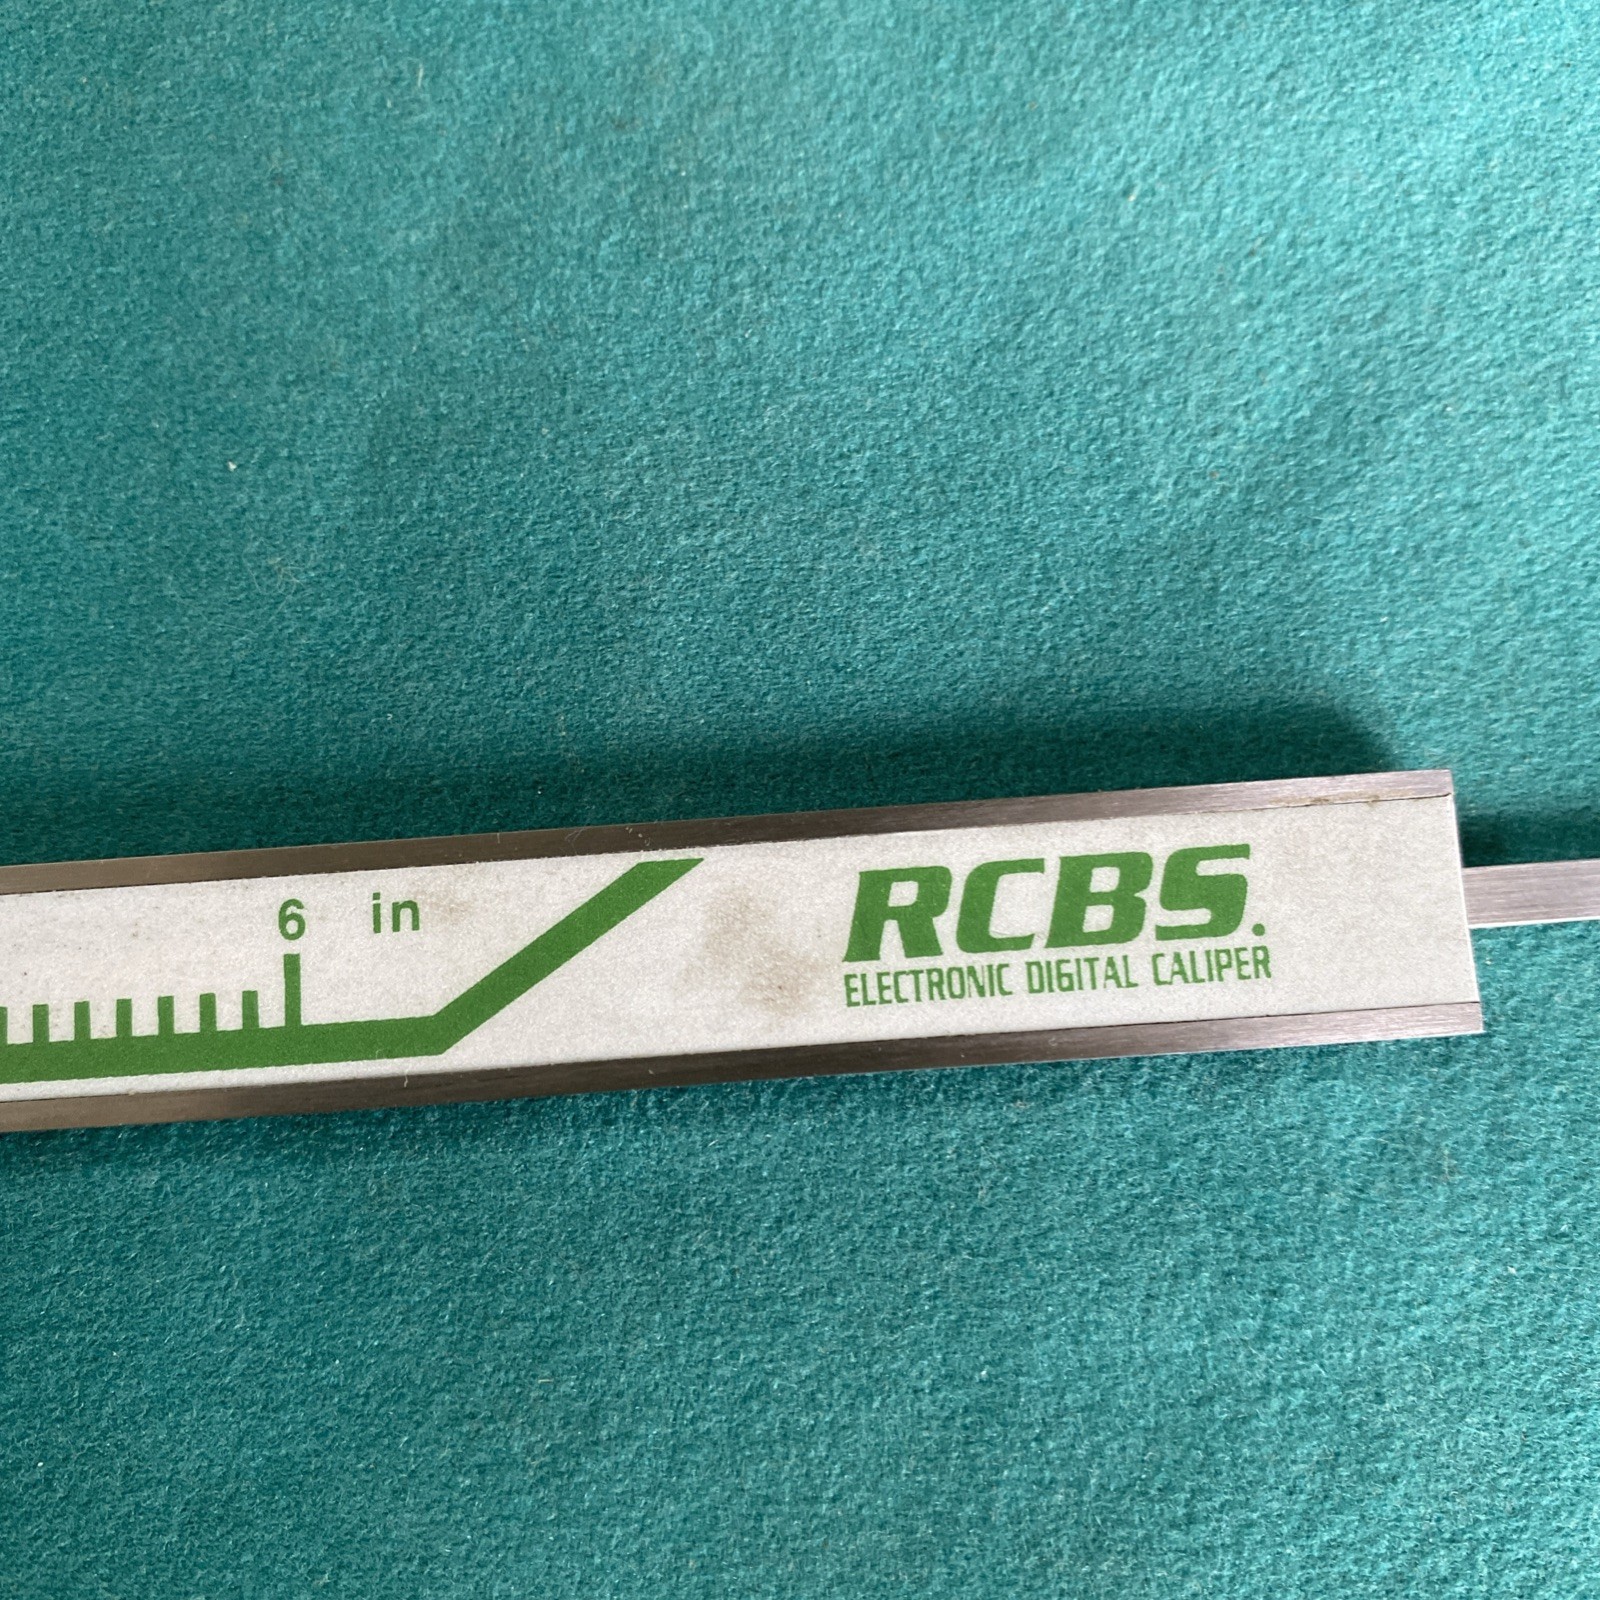 6 in
RCBS.
ELECTRONIC DIGITAL CALIPER